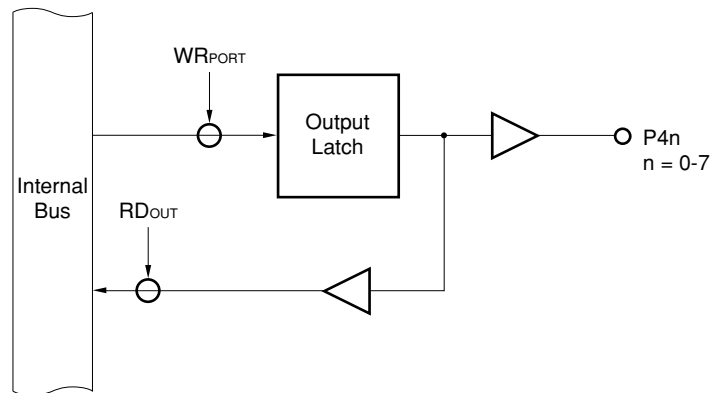 WRPORT
Output
Latch
P4n
n = 0-7
Internal
Bus
RDOUT